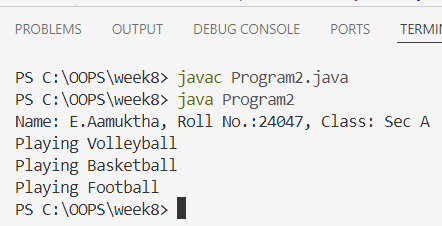 PROBLEMS OUTPUT DEBUG CONSOLE PORTS
PS C:\OOPS\week8> javac Program2.java
PS C:\OOPS\week8> java Program2
Name: E.Aamuktha, Roll No.:24047, Class: Sec A
Playing Volleyball
Playing Basketball
Playing Football
PS C:\OOPS\week8>